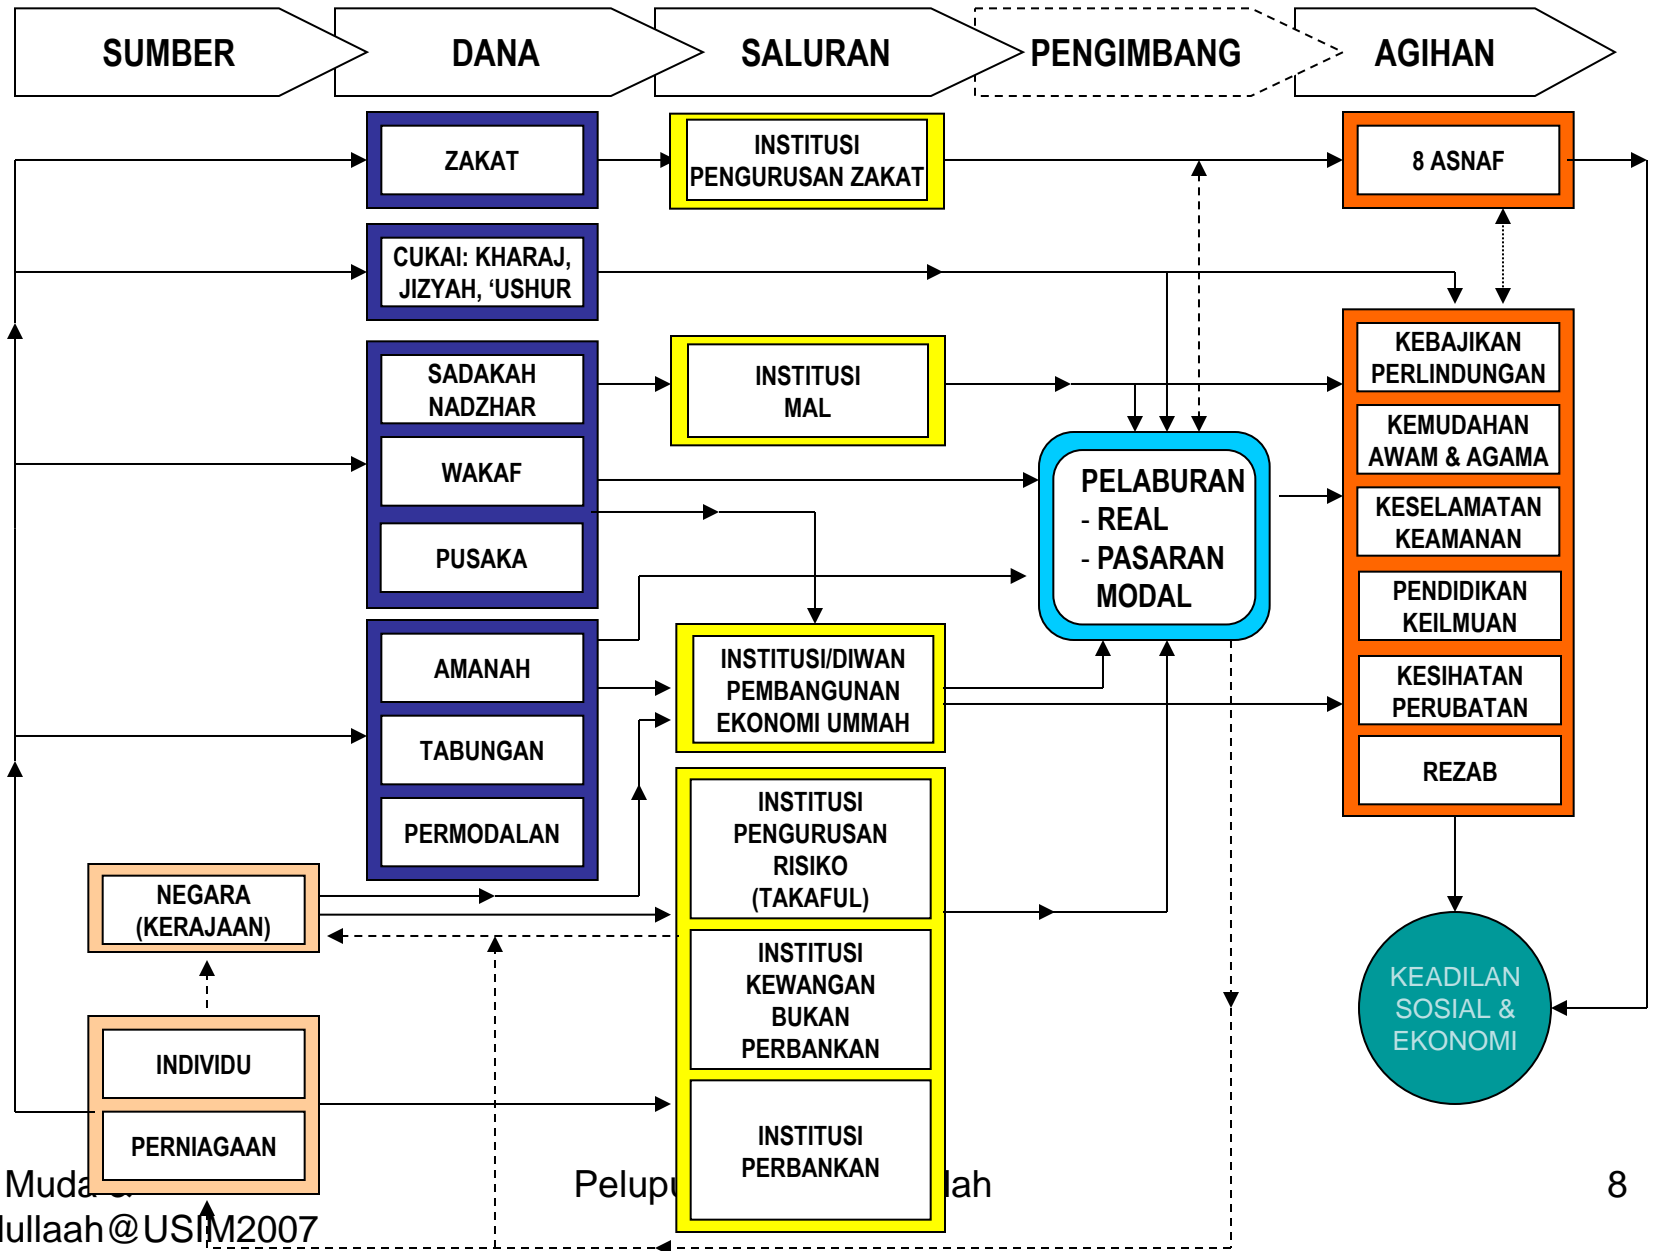 SUMBER
DANA
SALURAN
PENGIMBANG
AGIHAN
ZAKAT
INSTITUSI
PENGURUSAN ZAKAT
8 ASNAF
CUKAI: KHARAJ,
JIZYAH, ‘USHUR
SADAKAH
NADZHAR
WAKAF
PUSAKA
INSTITUSI
MAL
PELABURAN
- REAL
- PASARAN
MODAL
KEBAJIKAN
PERLINDUNGAN
KEMUDAHAN
AWAM & AGAMA
KESELAMATAN
KEAMANAN
PENDIDIKAN
KEILMUAN
KESIHATAN
PERUBATAN
REZAB
AMANAH
TABUNGAN
PERMODALAN
INSTITUSI/DIWAN
PEMBANGUNAN
EKONOMI UMMAH
INSTITUSI
PENGURUSAN
RISIKO
(TAKAFUL)
INSTITUSI
KEWANGAN
BUKAN
PERBANKAN
INSTITUSI
PERBANKAN
NEGARA
(KERAJAAN)
INDIVIDU
PERNIAGAAN
KEADILAN
SOSIAL &
EKONOMI
Muda
8
USIM2007